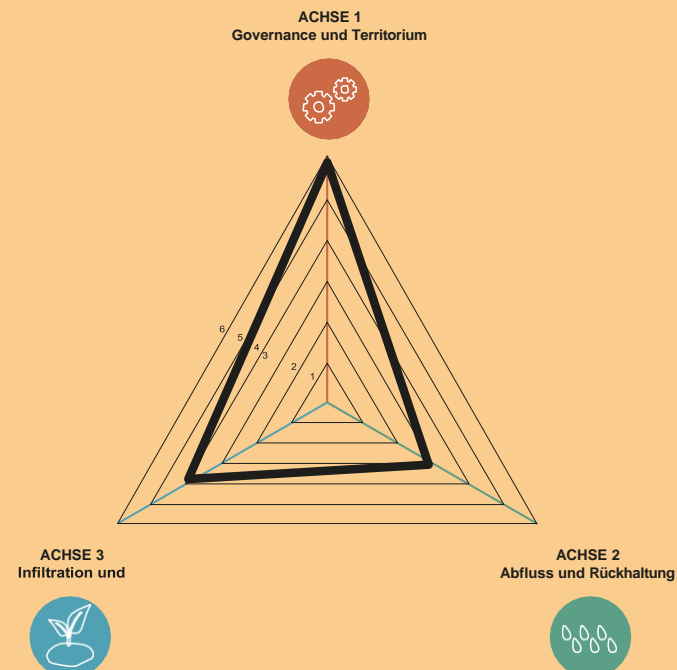 ACHSE 1
Governance und Territorium
6
5
4
3
2
1
ACHSE 3
Infiltration und
ACHSE 2
Abfluss und Rückhaltung